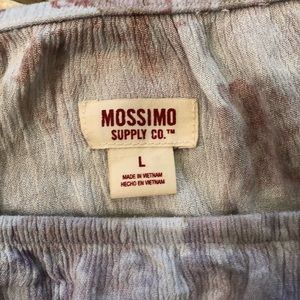 MOSSIMO
SUPPLY CO.™
L
MADE IN VIETNAM
HECHO EN VIETNAM